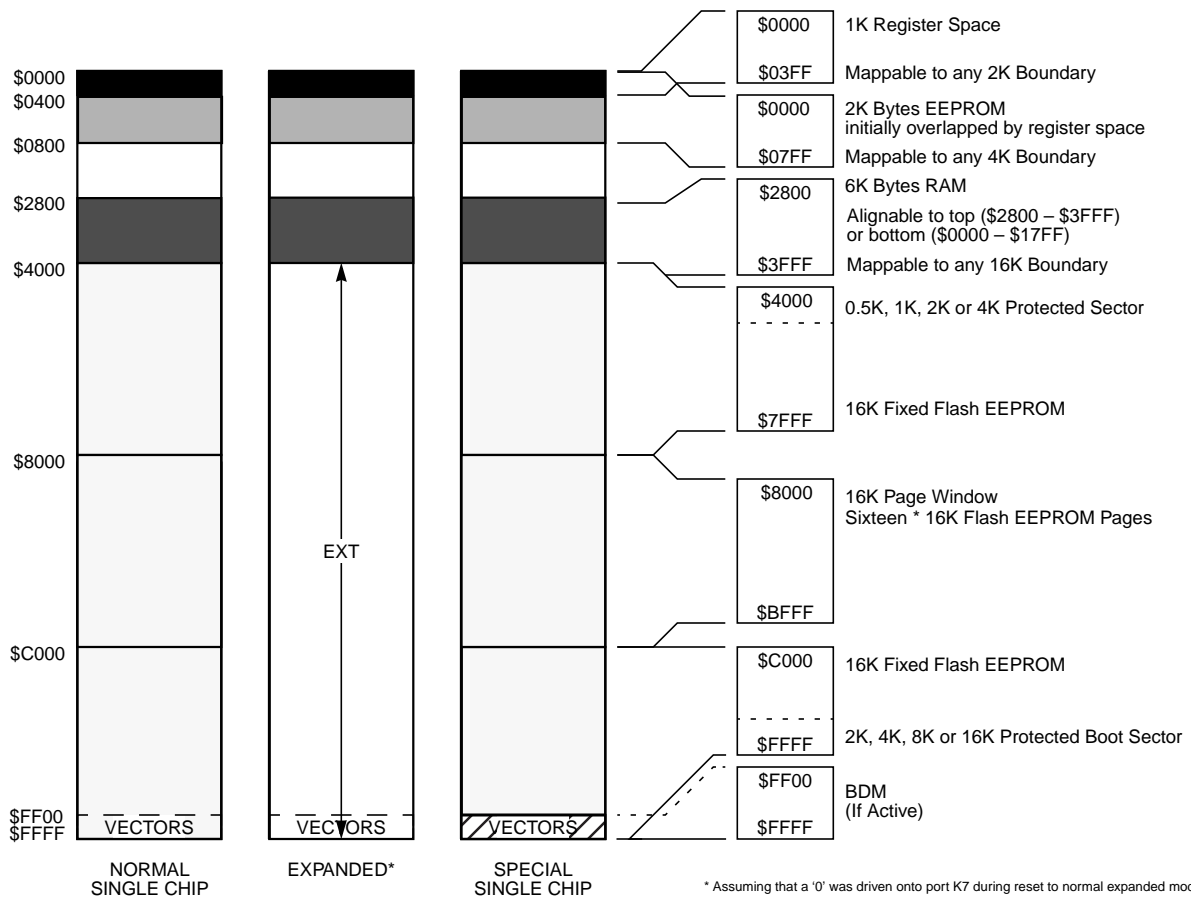 $0000
$0400
$0800
$2800
$4000
$8000
$C000
$FF00
$FFFF
EXT
VECTORS
VECTORS
VECTORS
NORMAL
SINGLE CHIP
EXPANDED*
SPECIAL
SINGLE CHIP
$0000
1K Register Space
$03FF
Mappable to any 2K Boundary
$0000
2K Bytes EEPROM
initially overlapped by register space
$07FF
Mappable to any 4K Boundary
$2800
6K Bytes RAM
Alignable to top ($2800 – $3FFF)
or bottom ($0000 – $17FF)
$3FFF
Mappable to any 16K Boundary
$4000
0.5K, 1K, 2K or 4K Protected Sector
16K Fixed Flash EEPROM
$7FFF
$8000
16K Page Window
Sixteen * 16K Flash EEPROM Pages
$BFFF
$C000
16K Fixed Flash EEPROM
2K, 4K, 8K or 16K Protected Boot Sector
$FFFF
$FF00
BDM
(If Active)
$FFFF
* Assuming that a ‘0’ was driven onto port K7 during reset to normal expanded